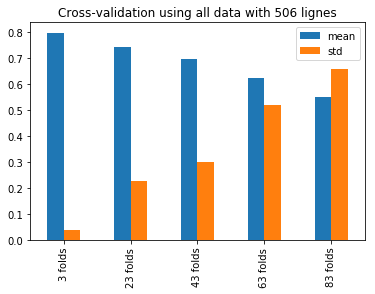 Cross-validation using all data with 506 lignes
mean
std
0.8
0.7
0.6
0.5
0.4
0.3
0.2
0.1
0.0
3 folds
23 folds
43 folds
63 folds
83 folds